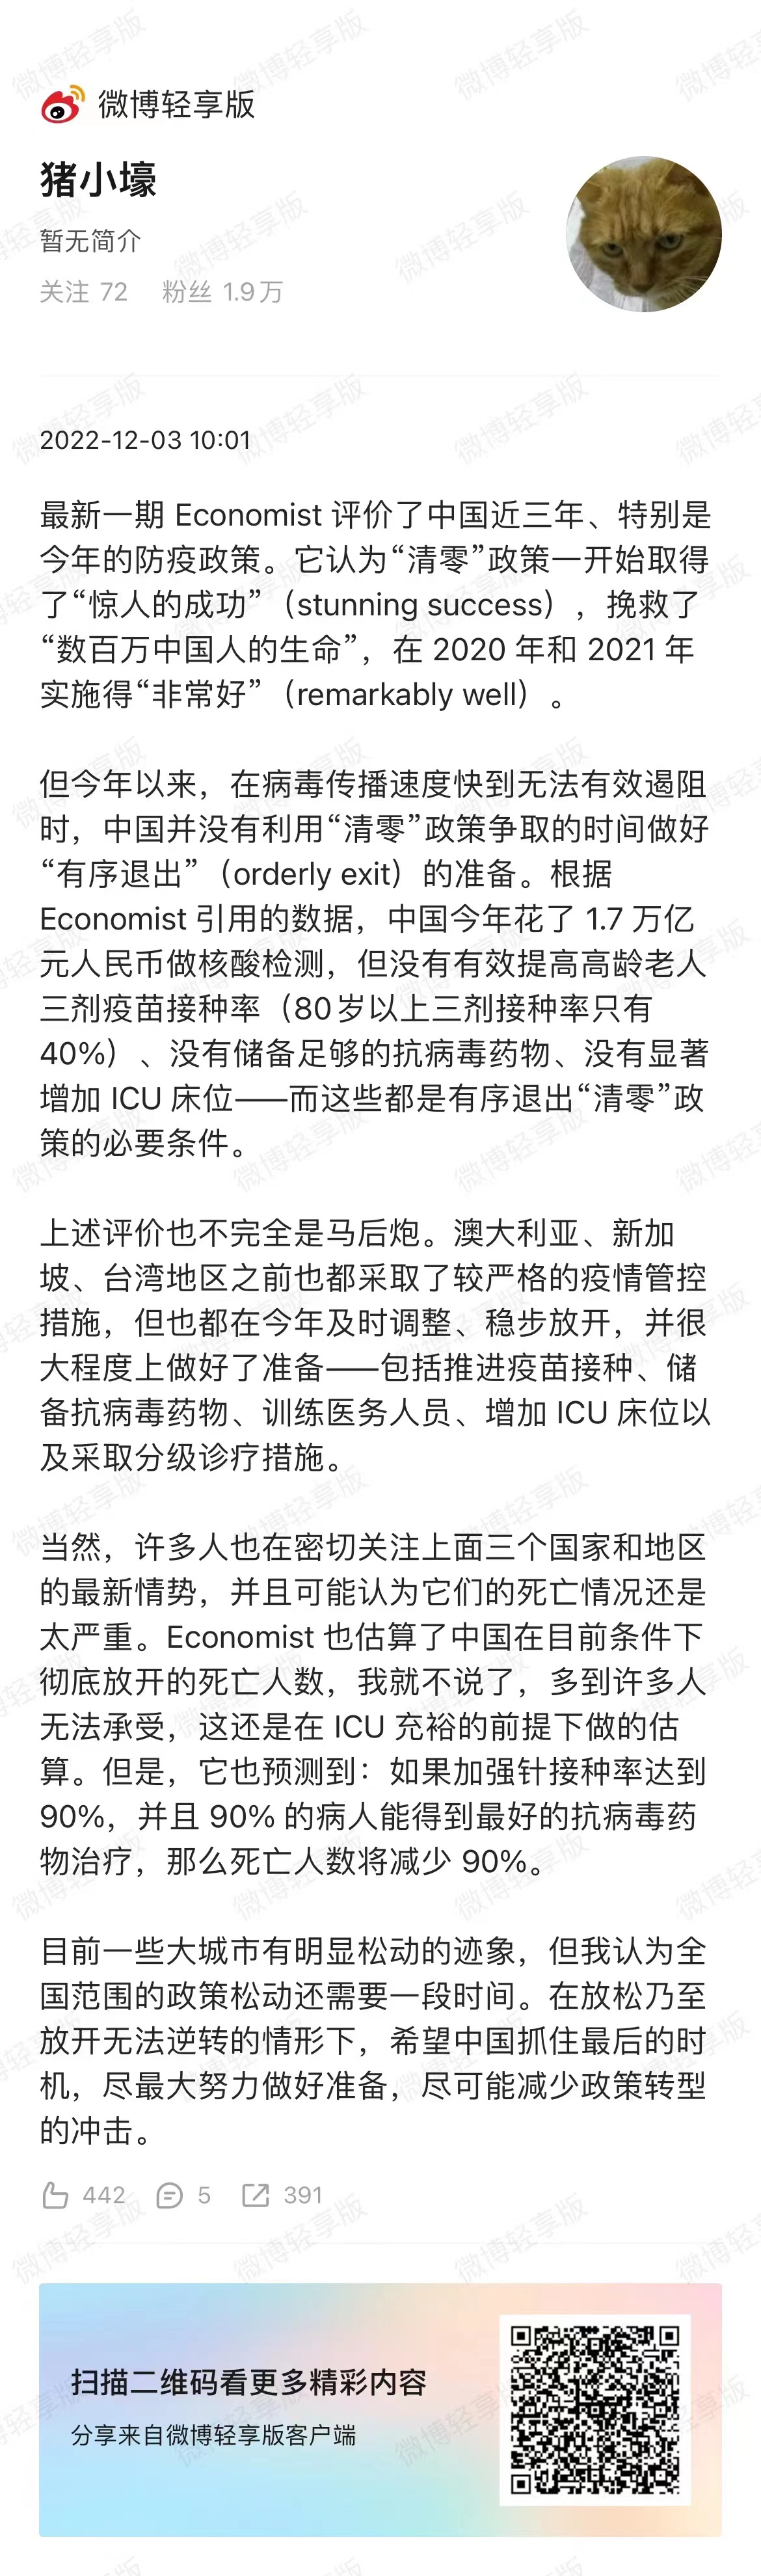 微博轻享版
猪小壕
暂无简介
关注 72 粉丝 1.9万
2022-12-03 10:01
最新一期 Economist 评价了中国近三年、特别是
今年的防疫政策。它认为“清零”政策一开始取得
了“惊人的成功”（stunning success），挽救了
“数百万中国人的生命”，在 2020 年和 2021 年
实施得“非常好”（remarkably well）。
但今年以来，在病毒传播速度快到无法有效遏阻
时，中国并没有利用“清零”政策争取的时间做好
“有序退出”（orderly exit）的准备。根据
Economist 引用的数据，中国今年花了 1.7 万亿
元人民币做核酸检测，但没有有效提高高龄老人
三剂疫苗接种率（80岁以上三剂接种率只有
40%）、没有储备足够的抗病毒药物、没有显著
增加 ICU 床位——而这些都是有序退出“清零”政
策的必要条件。
上述评价也不完全是马后炮。澳大利亚、新加
坡、台湾地区之前也都采取了较严格的疫情管控
措施，但也都在今年及时调整、稳步放开，并很
大程度上做好了准备——包括推进疫苗接种、储
备抗病毒药物、训练医务人员、增加 ICU 床位以
及采取分级诊疗措施。
当然，许多人也在密切关注上面三个国家和地区
的最新情势，并且可能认为它们的死亡情况还是
太严重。Economist 也估算了中国在目前条件下
彻底放开的死亡人数，我就不说了，多到许多人
无法承受，这还是在 ICU 充裕的前提下做的估
算。但是，它也预测到：如果加强针接种率达到
90%，并且 90% 的病人能得到最好的抗病毒药
物治疗，那么死亡人数将减少 90%。
目前一些大城市有明显松动的迹象，但我认为全
国范围的政策松动还需要一段时间。在放松乃至
放开无法逆转的情形下，希望中国抓住最后的时
机，尽最大努力做好准备，尽可能减少政策转型
的冲击。
442 5 391
扫描二维码看更多精彩内容
分享来自微博轻享版客户端